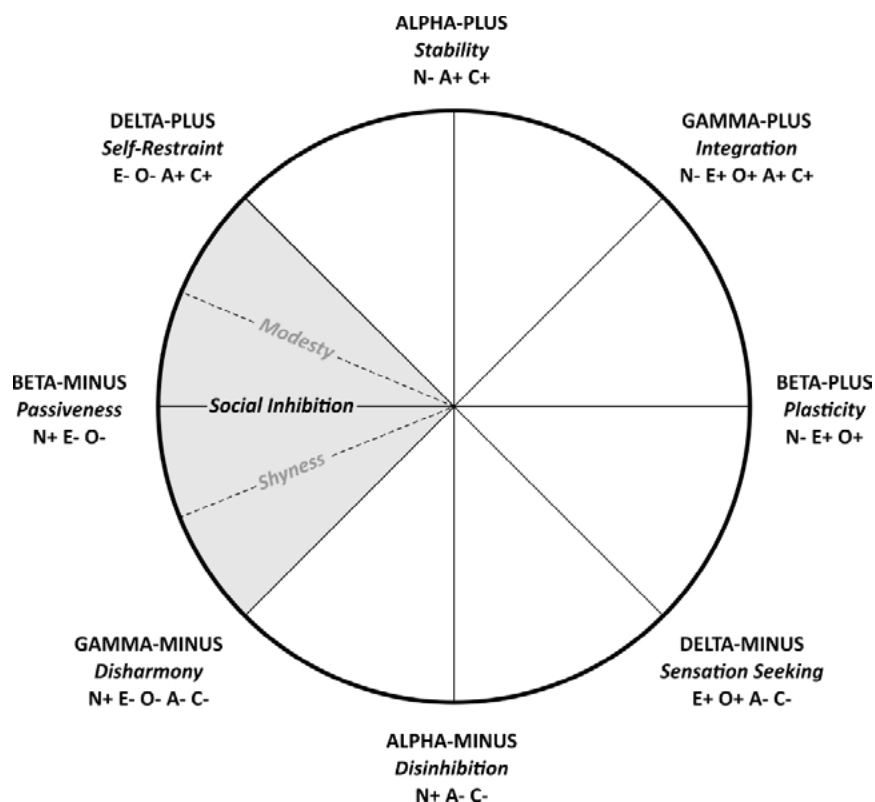 ALPHA-PLUS
Stability
N- A+ C+
DELTA-PLUS
Self-Restraint
E- O- A+ C+
GAMMA-PLUS
Integration
N- E+ O+ A+ C+
Modesty
BETA-MINUS
Passiveness
N+ E- O-
Social Inhibition
BETA-PLUS
Plasticity
N- E+ O+
Shyness
GAMMA-MINUS
Disharmony
N+ E- O- A- C-
DELTA-MINUS
Sensation Seeking
E+ O+ A- C-
ALPHA-MINUS
Disinhibition
N+ A- C-